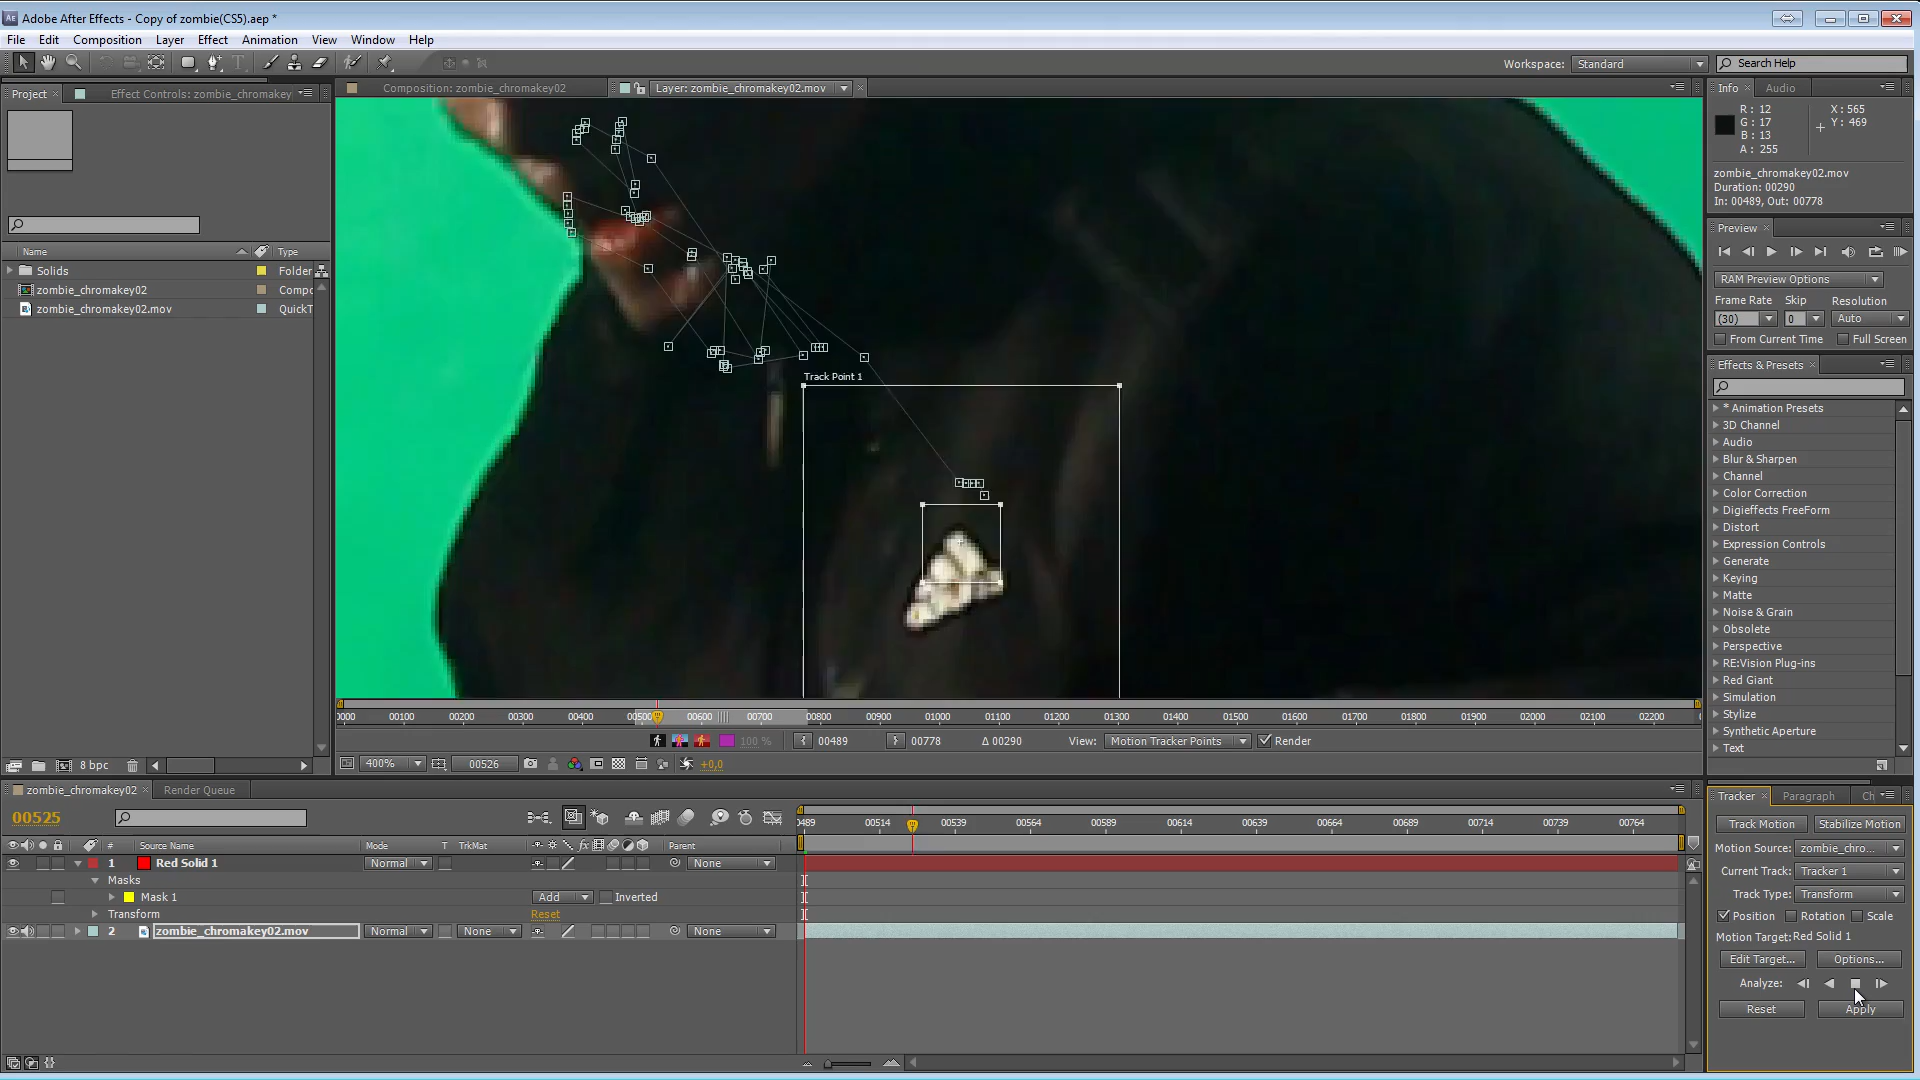 Adobe After Effects - Copy of zombie(CS5).aep *
File Edit Composition Layer Effect Animation View Window Help
Workspace: Standard Search Help
Project Effect Controls: zombie_chromakey
Composition: zombie_chromakey02
Layer: zombie_chromakey02.mov
Info Audio
R: 12 X: 565
G: 17 Y: 469
B: 13
A: 255
zombie_chromakey02.mov
Duration: 00290
In: 00489, Out: 00778
Preview
RAM Preview Options
Frame Rate Skip Resolution
(30) 0 Auto
From Current Time Full Screen
Effects & Presets
* Animation Presets
3D Channel
Audio
Blur & Sharpen
Channel
Color Correction
Digieffects FreeForm
Distort
Expression Controls
Generate
Keying
Matte
Noise & Grain
Obsolete
Perspective
RE:Vision Plug-ins
Red Giant
Simulation
Stylize
Synthetic Aperture
Text
Name Type
Solids Folder
zombie_chromakey02 Compo
zombie_chromakey02.mov QuickT
8 bpc
Track Point 1
0000 00100 00200 00300 00400 00500 00600 00700 00800 00900 01000 01100 01200 01300 01400 01500 01600 01700 01800 01900 02000 02100 02200
100 % 00489 00778 Δ 00290 View: Motion Tracker Points Render
400% 00526 +0,0
zombie_chromakey02 Render Queue
00525
0489 00514 00539 00564 00589 00614 00639 00664 00689 00714 00739 00764
# Source Name Mode T TrkMat fx Parent
1 Red Solid 1 Normal None
Masks
Mask 1 Add Inverted
Transform Reset
2 zombie_chromakey02.mov Normal None None
Tracker Paragraph Ch
Track Motion Stabilize Motion
Motion Source: zombie_chro...
Current Track: Tracker 1
Track Type: Transform
Position Rotation Scale
Motion Target: Red Solid 1
Edit Target... Options...
Analyze:
Reset Apply